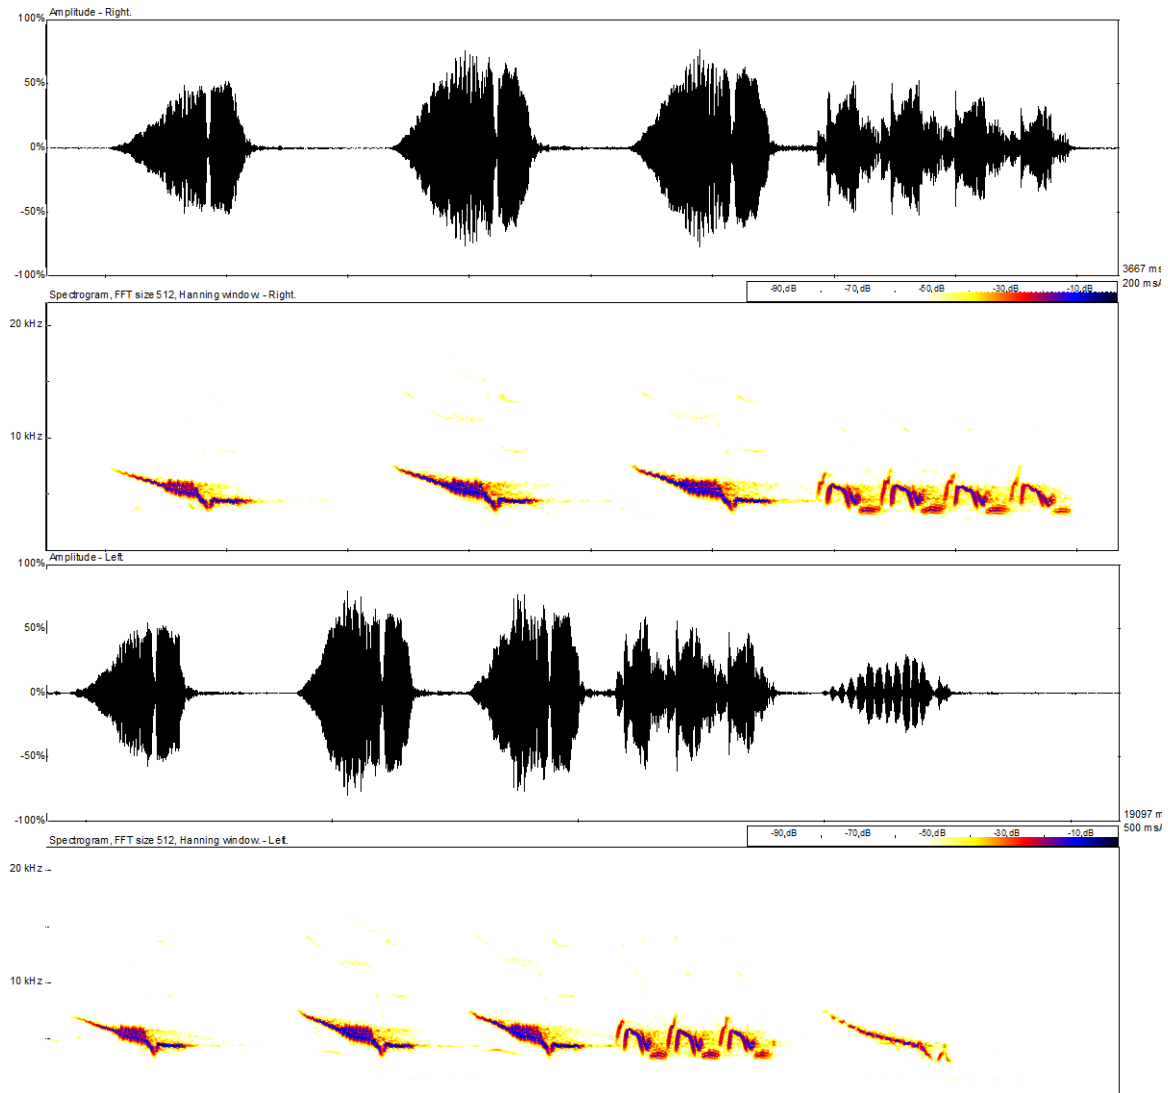 Amplitude - Right.
100%
50%
0%
-50%
-100%
3667 ms
Spectrogram, FFT size 512, Hanning window. - Right.
-90,dB -70,dB -50,dB -30,dB -10,dB
200 ms/
20 kHz
10 kHz
Amplitude - Left.
100%
50%
0%
-50%
-100%
19097 m
Spectrogram, FFT size 512, Hanning window. - Left.
-90,dB -70,dB -50,dB -30,dB -10,dB
500 ms/
20 kHz
10 kHz